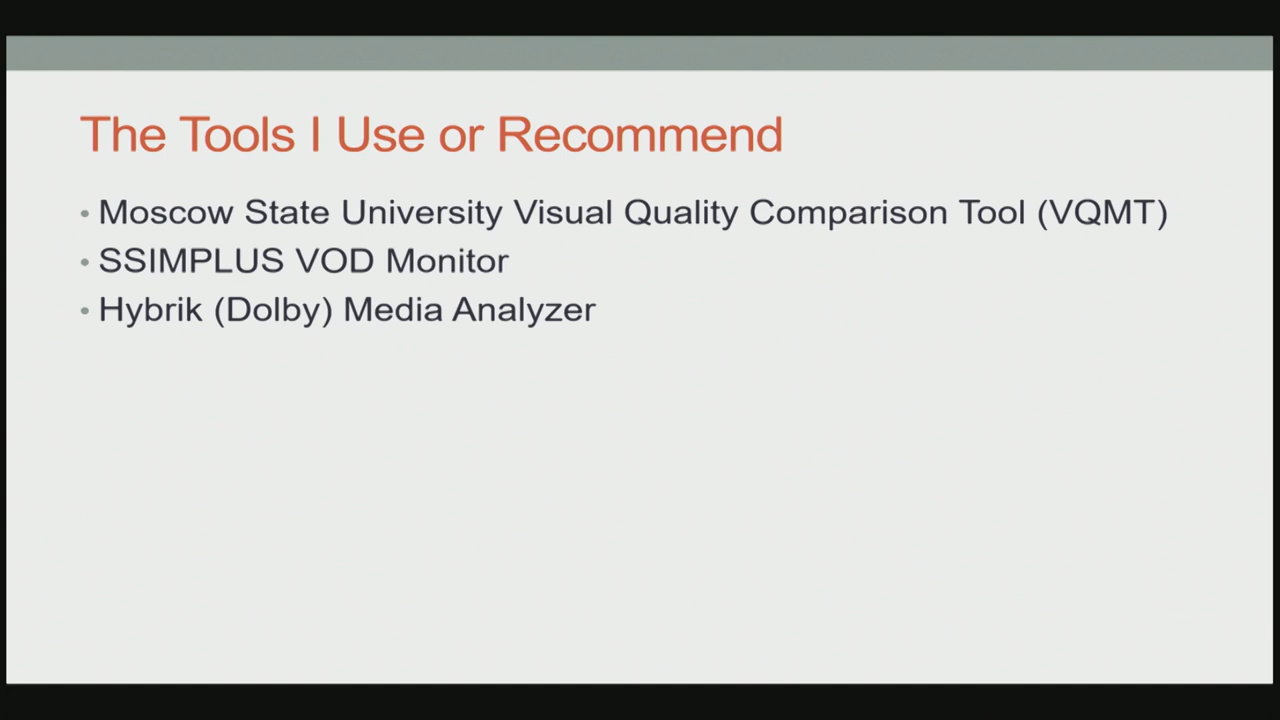 The Tools I Use or Recommend
• Moscow State University Visual Quality Comparison Tool (VQMT)
• SSIMPLUS VOD Monitor
• Hybrik (Dolby) Media Analyzer